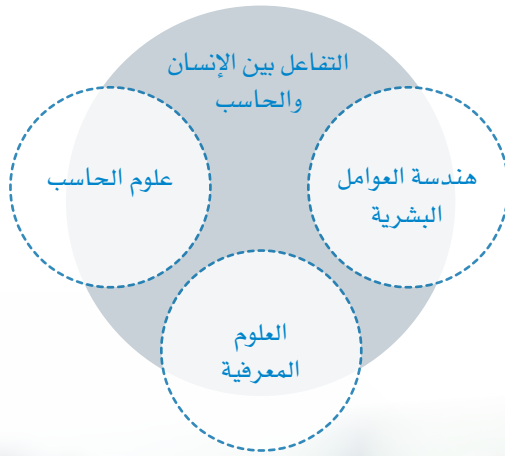 التفاعل بين الإنسان
والحاسب
هندسة العوامل
البشرية
علوم الحاسب
العلوم
المعرفية